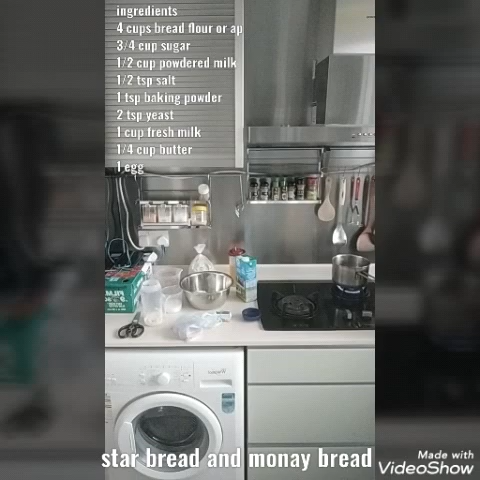 ingredients
4 cups bread flour or ap
3/4 cup sugar
1/2 cup powdered milk
1/2 tsp salt
1 tsp baking powder
2 tsp yeast
1 cup fresh milk
1/4 cup butter
1 egg
star bread and monay bread
Made with
VideoShow